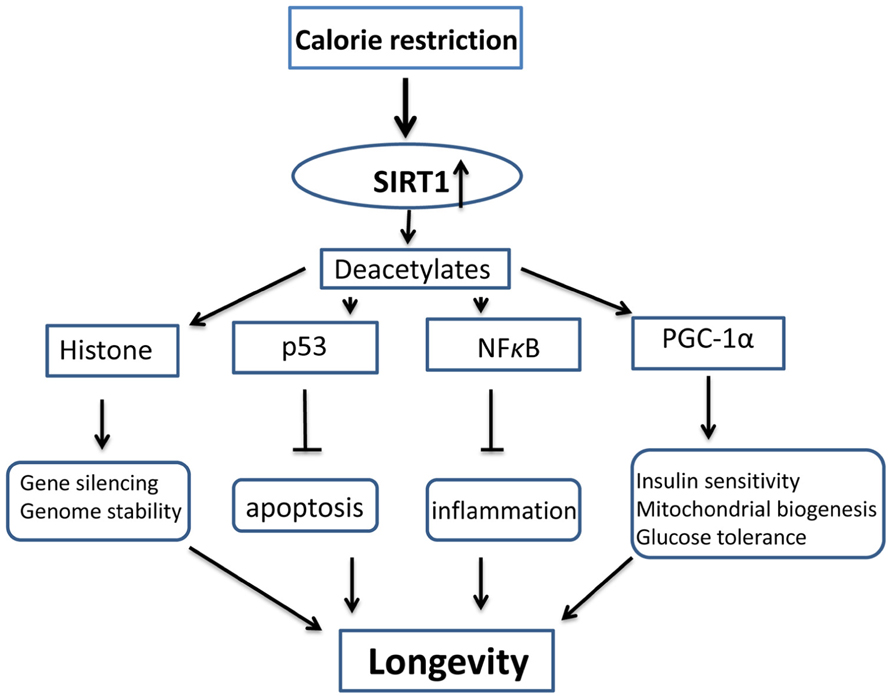 Calorie restriction
SIRT1
Deacetylates
Histone
p53
NFκB
PGC-1α
Gene silencing
Genome stability
apoptosis
inflammation
Insulin sensitivity
Mitochondrial biogenesis
Glucose tolerance
Longevity